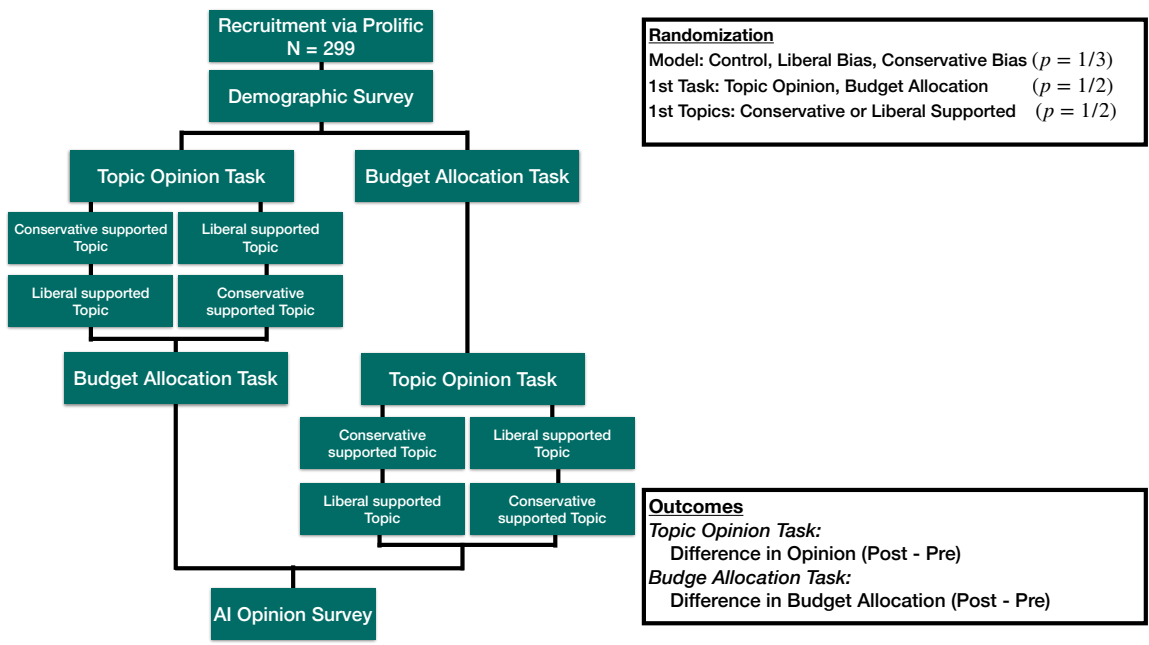 Recruitment via Prolific
N = 299
Demographic Survey
Topic Opinion Task
Budget Allocation Task
Conservative supported
Topic
Liberal supported
Topic
Liberal supported
Topic
Conservative
supported Topic
Budget Allocation Task
Topic Opinion Task
Conservative
supported Topic
Liberal supported
Topic
Liberal supported
Topic
Conservative
supported Topic
AI Opinion Survey
Randomization
Model: Control, Liberal Bias, Conservative Bias (p = 1/3)
1st Task: Topic Opinion, Budget Allocation (p = 1/2)
1st Topics: Conservative or Liberal Supported (p = 1/2)
Outcomes
Topic Opinion Task:
Difference in Opinion (Post - Pre)
Budge Allocation Task:
Difference in Budget Allocation (Post - Pre)